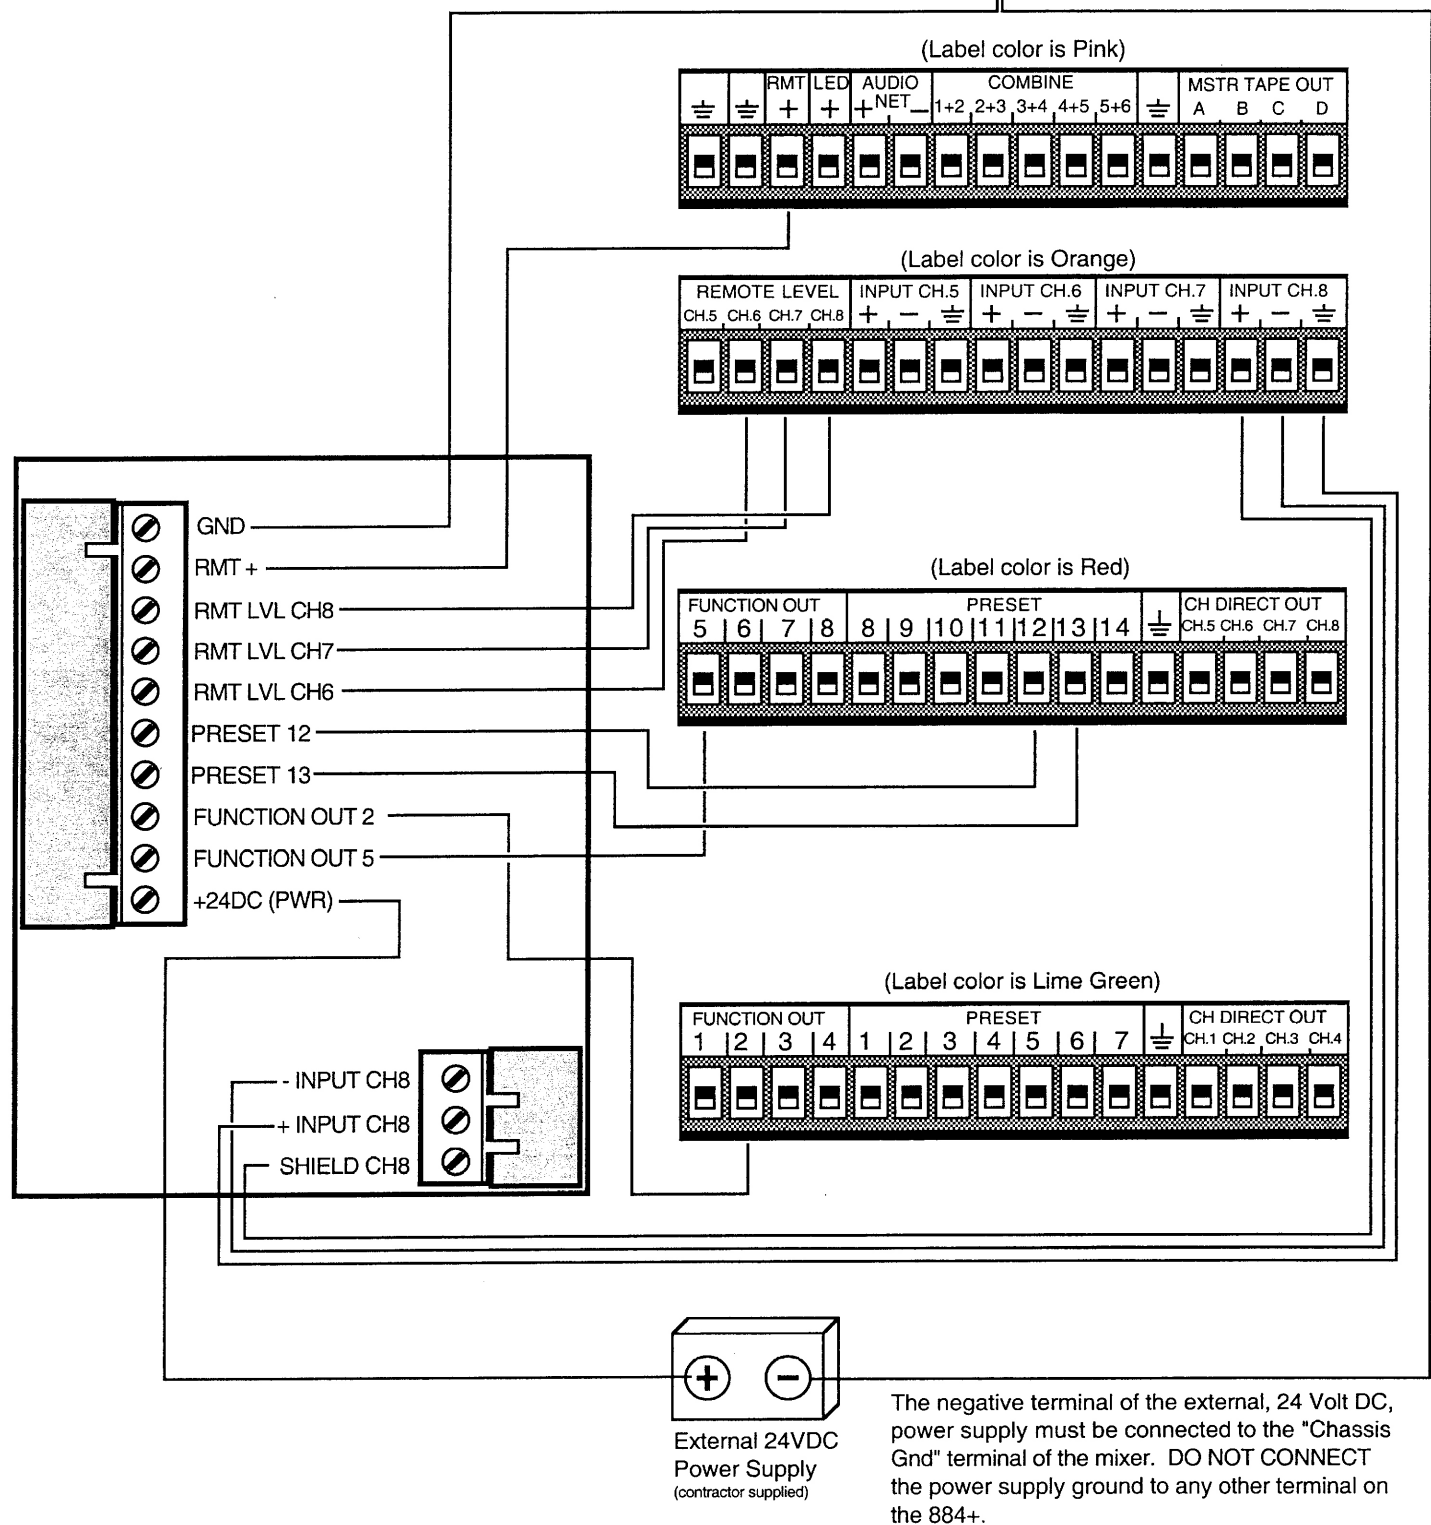 (Label color is Pink)
RMT LED AUDIO NET COMBINE MSTR TAPE OUT
+ + + − 1+2 2+3 3+4 4+5 5+6 A B C D
(Label color is Orange)
REMOTE LEVEL INPUT CH.5 INPUT CH.6 INPUT CH.7 INPUT CH.8
CH.5 CH.6 CH.7 CH.8 + − + − + − + −
GND
RMT +
RMT LVL CH8
RMT LVL CH7
RMT LVL CH6
PRESET 12
PRESET 13
FUNCTION OUT 2
FUNCTION OUT 5
+24DC (PWR)
(Label color is Red)
FUNCTION OUT PRESET CH DIRECT OUT
5 6 7 8 8 9 10 11 12 13 14 CH.5 CH.6 CH.7 CH.8
(Label color is Lime Green)
FUNCTION OUT PRESET CH DIRECT OUT
1 2 3 4 1 2 3 4 5 6 7 CH.1 CH.2 CH.3 CH.4
- INPUT CH8
+ INPUT CH8
SHIELD CH8
+ −
External 24VDC
Power Supply
(contractor supplied)
The negative terminal of the external, 24 Volt DC,
power supply must be connected to the "Chassis
Gnd" terminal of the mixer. DO NOT CONNECT
the power supply ground to any other terminal on
the 884+.